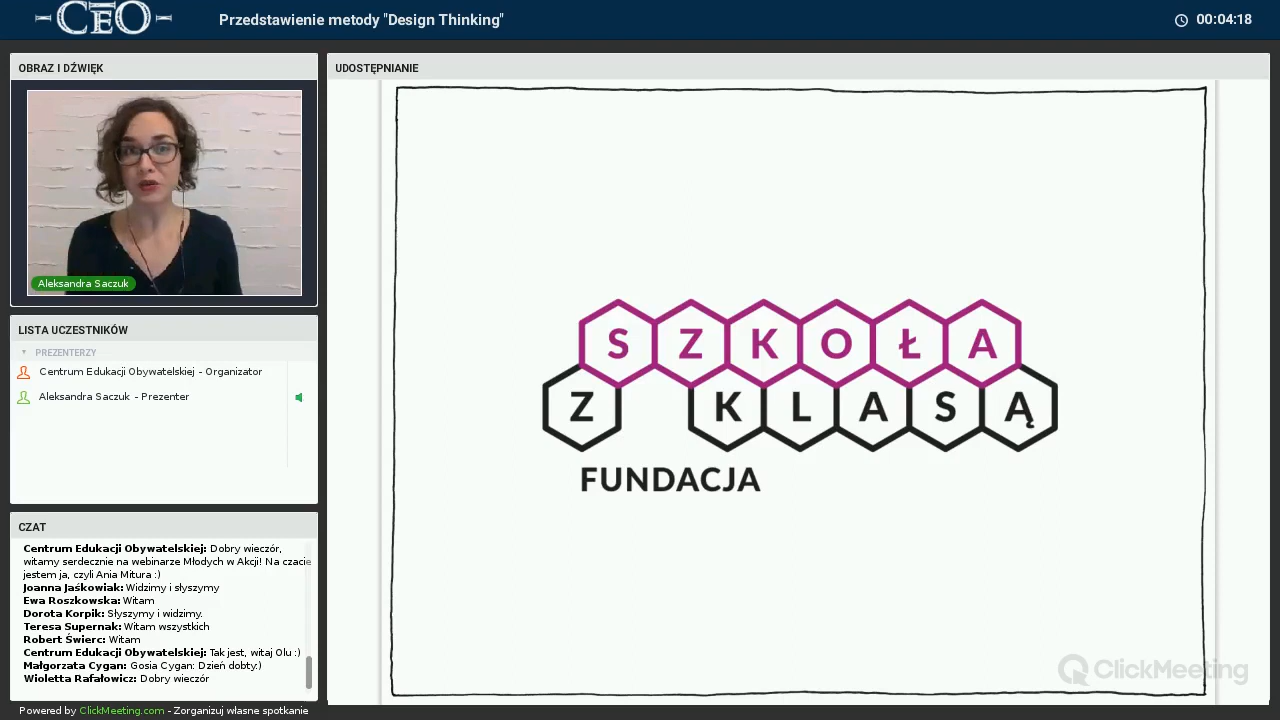 CEO
Przedstawienie metody "Design Thinking"
00:04:18
OBRAZ I DŹWIĘK
Aleksandra Saczuk
LISTA UCZESTNIKÓW
PREZENTERZY
Centrum Edukacji Obywatelskiej - Organizator
Aleksandra Saczuk - Prezenter
CZAT
Centrum Edukacji Obywatelskiej: Dobry wieczór,
witamy serdecznie na webinarze Młodych w Akcji! Na czacie
jestem ja, czyli Ania Mitura :)
Joanna Jaśkowiak: Widzimy i słyszymy
Ewa Roszkowska: Witam
Dorota Korpik: Słyszymy i widzimy.
Teresa Supernak: Witam wszystkich
Robert Świerc: Witam
Centrum Edukacji Obywatelskiej: Tak jest, witaj Olu :)
Małgorzata Cygan: Gosia Cygan: Dzień dobty:)
Wioletta Rafałowicz: Dobry wieczór
Powered by ClickMeeting.com - Zorganizuj własne spotkanie
UDOSTĘPNIANIE
SZKOŁA
Z KLASĄ
FUNDACJA
ClickMeeting